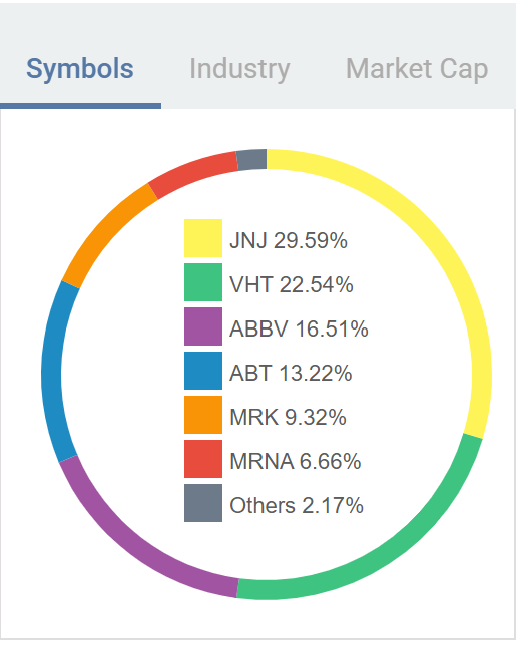 Symbols Industry Market Cap
JNJ 29.59%
VHT 22.54%
ABBV 16.51%
ABT 13.22%
MRK 9.32%
MRNA 6.66%
Others 2.17%